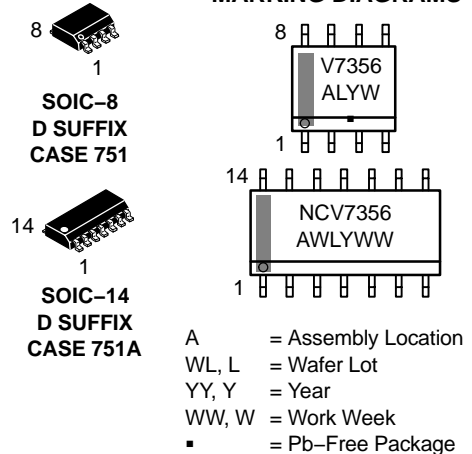 MARKING DIAGRAMS
8
1
SOIC−8
D SUFFIX
CASE 751
8
V7356
ALYW
▪
1
14
1
SOIC−14
D SUFFIX
CASE 751A
14
NCV7356
AWLYWW
1
A = Assembly Location
WL, L = Wafer Lot
YY, Y = Year
WW, W = Work Week
▪ = Pb−Free Package